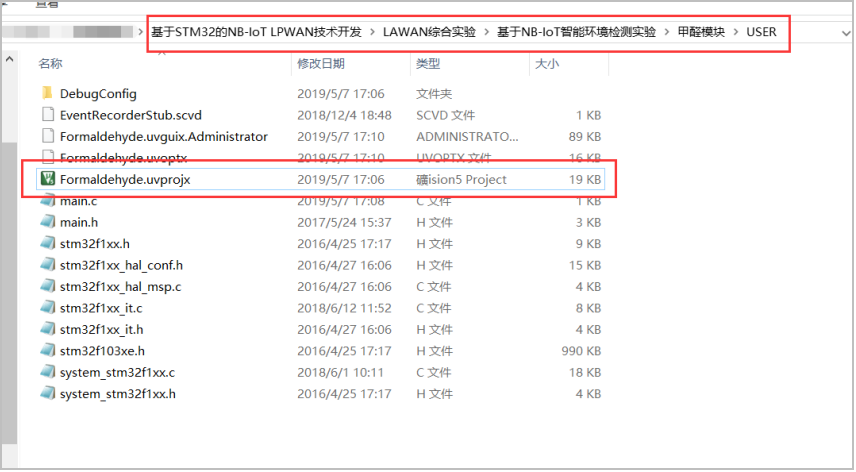 查看
基于STM32的NB-IoT LPWAN技术开发 > LAWAN综合实验 > 基于NB-IoT智能环境检测实验 > 甲醛模块 > USER
名称 修改日期 类型 大小
DebugConfig 2019/5/7 17:06 文件夹
EventRecorderStub.scvd 2018/12/4 18:48 SCVD 文件 1 KB
Formaldehyde.uvguix.Administrator 2019/5/7 17:10 ADMINISTRATO... 89 KB
Formaldehyde.uvoptx 2019/5/7 17:10 UVOPTX 文件 16 KB
Formaldehyde.uvprojx 2019/5/7 17:06 礦ision5 Project 19 KB
main.c 2019/5/7 17:08 C 文件 1 KB
main.h 2017/5/24 15:37 H 文件 3 KB
stm32f1xx.h 2016/4/25 17:17 H 文件 9 KB
stm32f1xx_hal_conf.h 2016/4/27 16:06 H 文件 15 KB
stm32f1xx_hal_msp.c 2016/4/27 16:06 C 文件 4 KB
stm32f1xx_it.c 2018/6/12 11:52 C 文件 8 KB
stm32f1xx_it.h 2016/4/27 16:06 H 文件 4 KB
stm32f103xe.h 2016/4/25 17:17 H 文件 990 KB
system_stm32f1xx.c 2018/6/1 10:11 C 文件 18 KB
system_stm32f1xx.h 2016/4/25 17:17 H 文件 4 KB